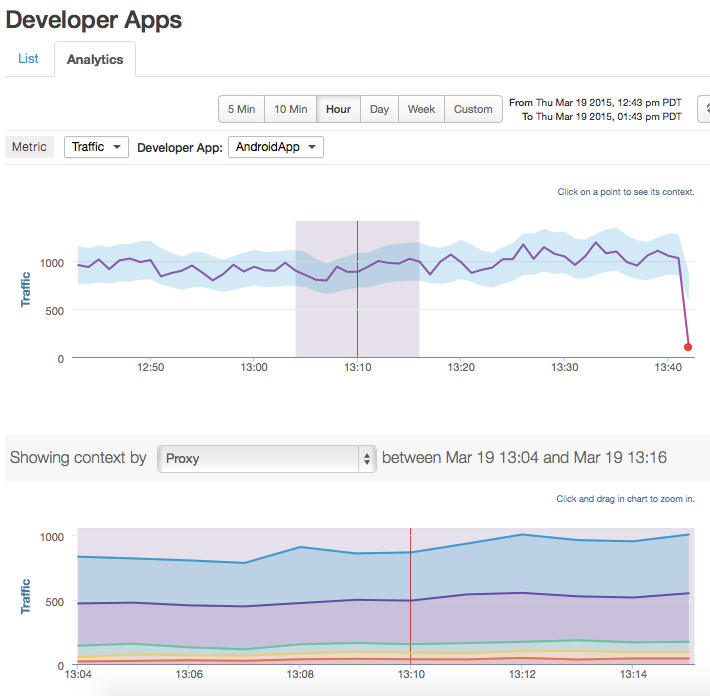 Developer Apps
List Analytics
5 Min 10 Min Hour Day Week Custom From Thu Mar 19 2015, 12:43 pm PDT
To Thu Mar 19 2015, 01:43 pm PDT
Metric Traffic Developer App: AndroidApp
Click on a point to see its context.
1000
500
0
Traffic
12:50 13:00 13:10 13:20 13:30 13:40
Showing context by Proxy between Mar 19 13:04 and Mar 19 13:16
Click and drag in chart to zoom in.
1000
500
0
Traffic
13:04 13:06 13:08 13:10 13:12 13:14